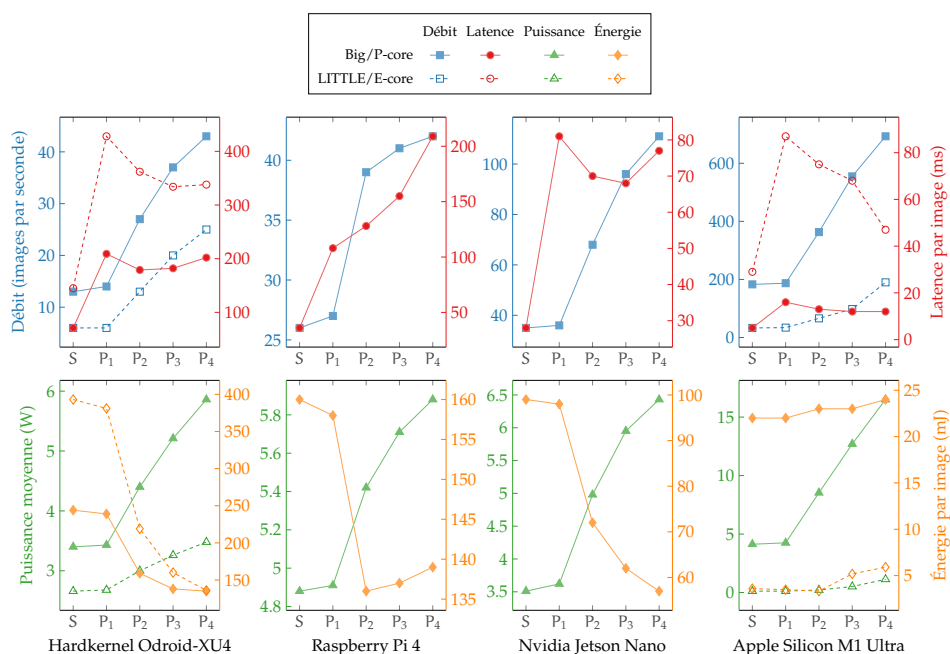 Débit Latence Puissance Énergie
Big/P-core
LITTLE/E-core
Débit (images par seconde)
10 20 30 40
100 200 300 400
S P1 P2 P3 P4
25 30 35 40
50 100 150 200
S P1 P2 P3 P4
40 60 80 100
30 40 50 60 70 80
S P1 P2 P3 P4
0 200 400 600
0 20 40 60 80
S P1 P2 P3 P4
Latence par image (ms)
Puissance moyenne (W)
3 4 5 6
150 200 250 300 350 400
S P1 P2 P3 P4
Hardkernel Odroid-XU4
4.8 5 5.2 5.4 5.6 5.8
135 140 145 150 155 160
S P1 P2 P3 P4
Raspberry Pi 4
3.5 4 4.5 5 5.5 6 6.5
60 70 80 90 100
S P1 P2 P3 P4
Nvidia Jetson Nano
0 5 10 15
5 10 15 20 25
S P1 P2 P3 P4
Apple Silicon M1 Ultra
Énergie par image (mJ)